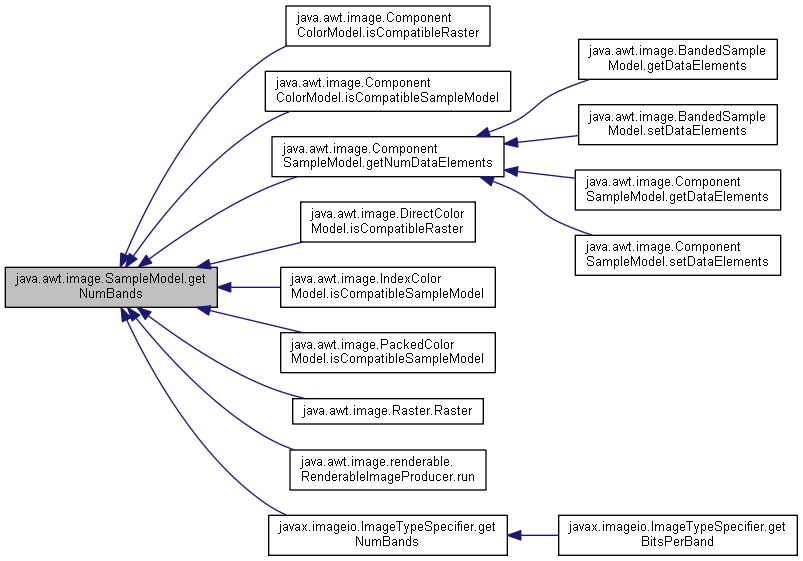 java.awt.image.Component
ColorModel.isCompatibleRaster
java.awt.image.Component
ColorModel.isCompatibleSampleModel
java.awt.image.Component
SampleModel.getNumDataElements
java.awt.image.DirectColor
Model.isCompatibleRaster
java.awt.image.SampleModel.get
NumBands
java.awt.image.IndexColor
Model.isCompatibleSampleModel
java.awt.image.PackedColor
Model.isCompatibleSampleModel
java.awt.image.Raster.Raster
java.awt.image.renderable.
RenderableImageProducer.run
javax.imageio.ImageTypeSpecifier.get
NumBands
java.awt.image.BandedSample
Model.getDataElements
java.awt.image.BandedSample
Model.setDataElements
java.awt.image.Component
SampleModel.getDataElements
java.awt.image.Component
SampleModel.setDataElements
javax.imageio.ImageTypeSpecifier.get
BitsPerBand